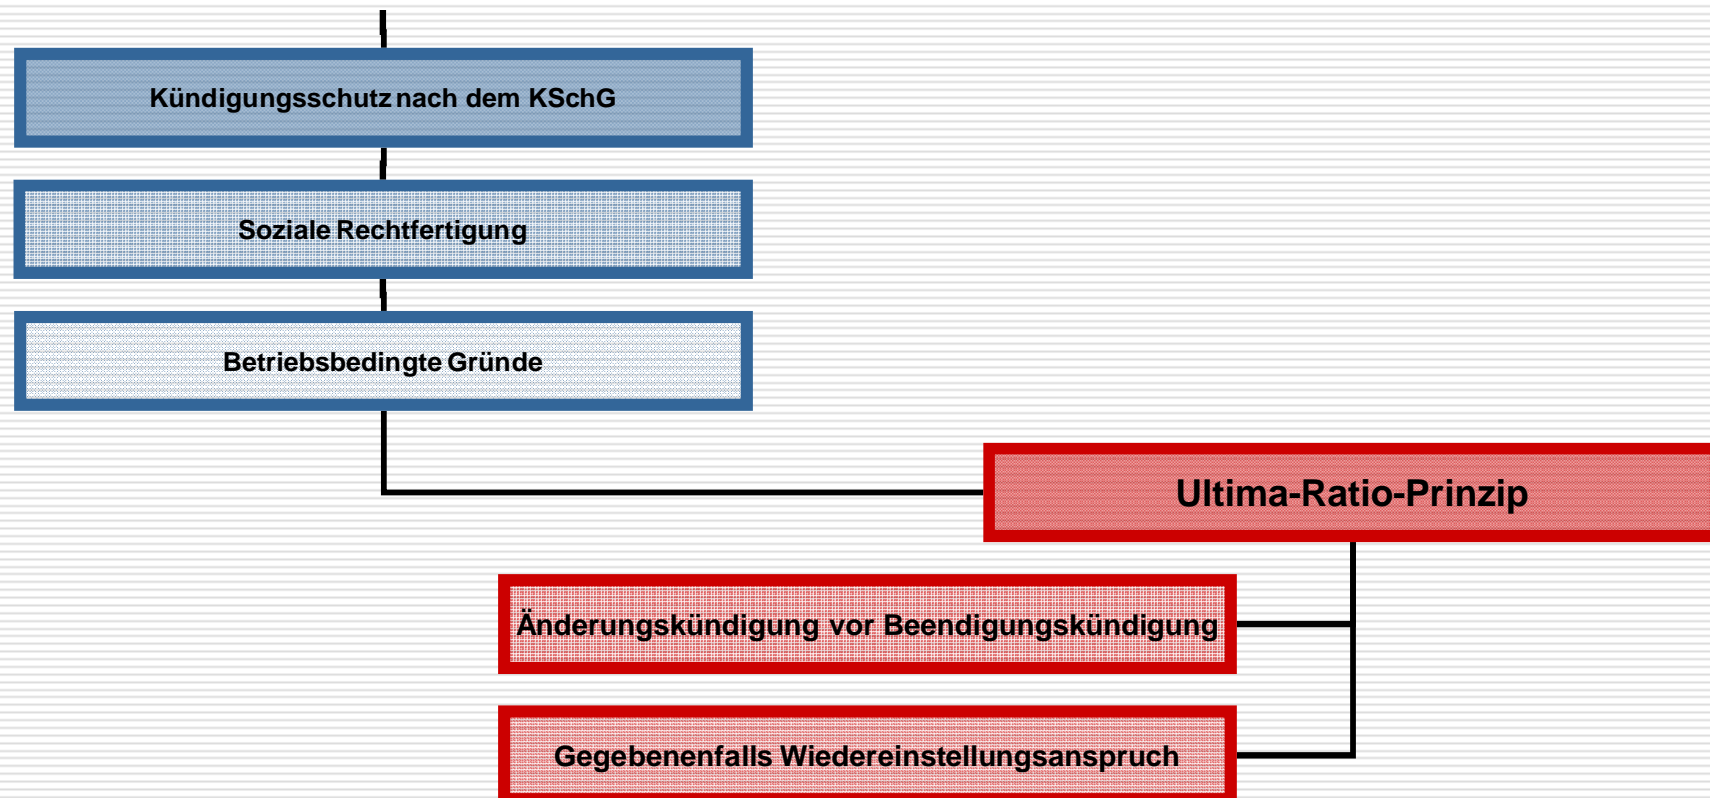 Kündigungsschutz nach dem KSchG
Soziale Rechtfertigung
Betriebsbedingte Gründe
Ultima-Ratio-Prinzip
Änderungskündigung vor Beendigungskündigung
Gegebenenfalls Wiedereinstellungsanspruch